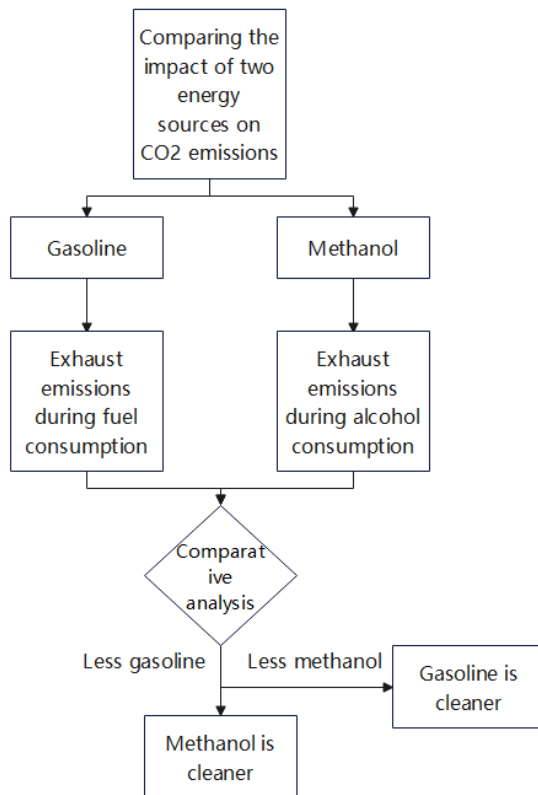 Comparing the
impact of two
energy
sources on
CO2 emissions
Gasoline
Methanol
Exhaust
emissions
during fuel
consumption
Exhaust
emissions
during alcohol
consumption
Comparat
ive
analysis
Less gasoline
Less methanol
Gasoline is
cleaner
Methanol is
cleaner